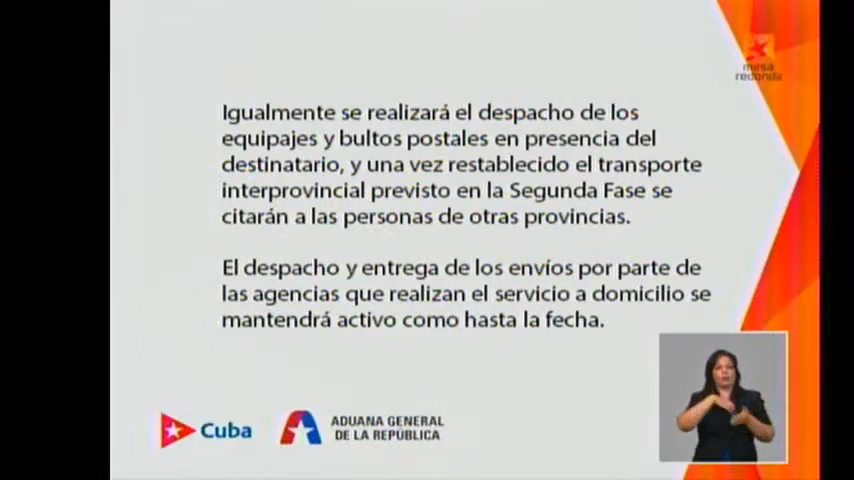 mesa
redonda
Igualmente se realizará el despacho de los
equipajes y bultos postales en presencia del
destinatario, y una vez restablecido el transporte
interprovincial previsto en la Segunda Fase se
citarán a las personas de otras provincias.
El despacho y entrega de los envíos por parte de
las agencias que realizan el servicio a domicilio se
mantendrá activo como hasta la fecha.
Cuba
ADUANA GENERAL
DE LA REPÚBLICA